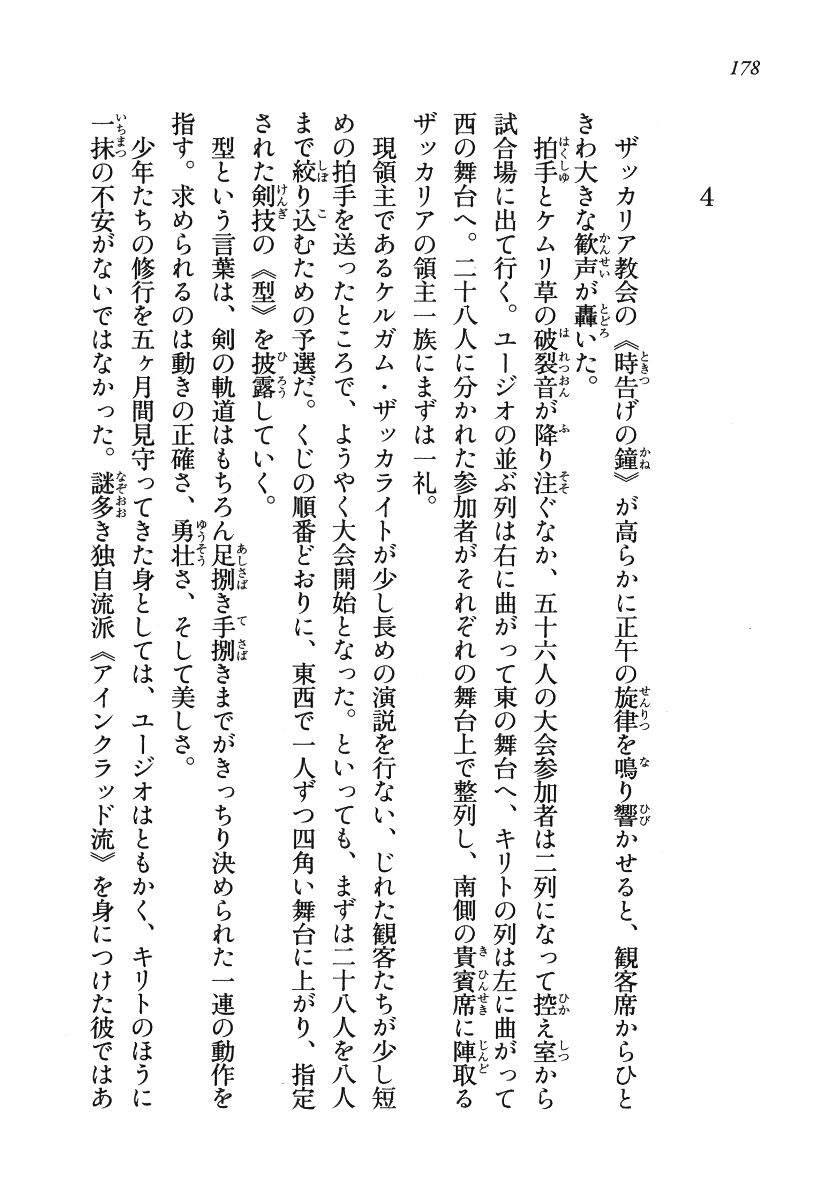 178
4
ザッカリア教会の《時告げの鐘》が高らかに正午の旋律を鳴り響かせると、観客席からひと
きわ大きな歓声が轟いた。
拍手とケムリ草の破裂音が降り注ぐなか、五十六人の大会参加者は二列になって控え室から
試合場に出て行く。ユージオの並ぶ列は右に曲がって東の舞台へ、キリトの列は左に曲がって
西の舞台へ。二十八人に分かれた参加者がそれぞれの舞台上で整列し、南側の貴賓席に陣取る
ザッカリアの領主一族にまずは一礼。
現領主であるケルガム・ザッカライトが少し長めの演説を行ない、じれた観客たちが少し短
めの拍手を送ったところで、ようやく大会開始となった。といっても、まずは二十八人を八人
まで絞り込むための予選だ。くじの順番どおりに、東西で一人ずつ四角い舞台に上がり、指定
された剣技の《型》を披露していく。
型という言葉は、剣の軌道はもちろん足捌き手捌きまでがきっちり決められた一連の動作を
指す。求められるのは動きの正確さ、勇壮さ、そして美しさ。
少年たちの修行を五ヶ月間見守ってきた身としては、ユージオはともかく、キリトのほうに
一抹の不安がないではなかった。謎多き独自流派《アインクラッド流》を身につけた彼ではあ